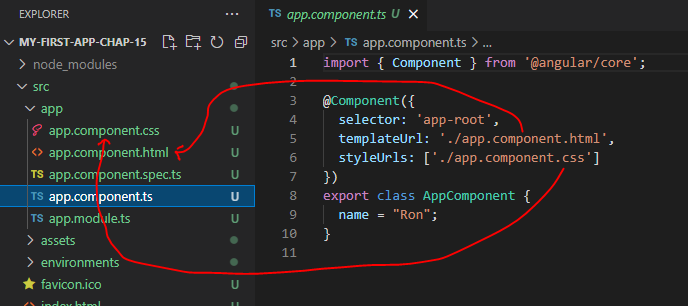 EXPLORER
MY-FIRST-APP-CHAP-15
node_modules
src
app
app.component.css U
app.component.html U
TS app.component.spec.ts U
TS app.component.ts U
TS app.module.ts U
assets
environments
favicon.ico U
index.html U
TS app.component.ts U
src > app > TS app.component.ts > ...
1 import { Component } from '@angular/core';
2
3 @Component({
4 selector: 'app-root',
5 templateUrl: './app.component.html',
6 styleUrls: ['./app.component.css']
7 })
8 export class AppComponent {
9 name = "Ron";
10 }
11